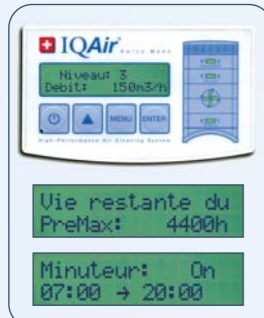 IQAir Swiss Made
Niveau: 3
Debit: 150m3/h
MENU
ENTER
High-Performance Air Cleaning System
Vie restante du
PreMax: 4400h
Minuteur: On
07:00 → 20:00